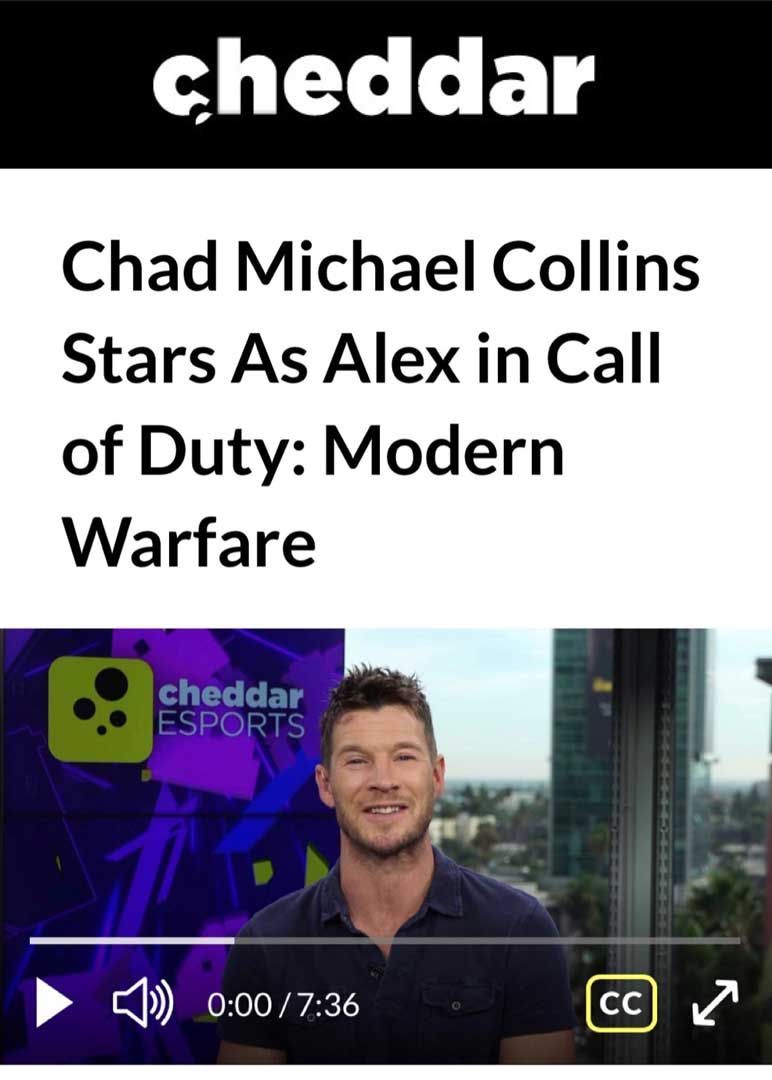 cheddar
Chad Michael Collins
Stars As Alex in Call
of Duty: Modern
Warfare
cheddar
ESPORTS
0:00 / 7:36
CC